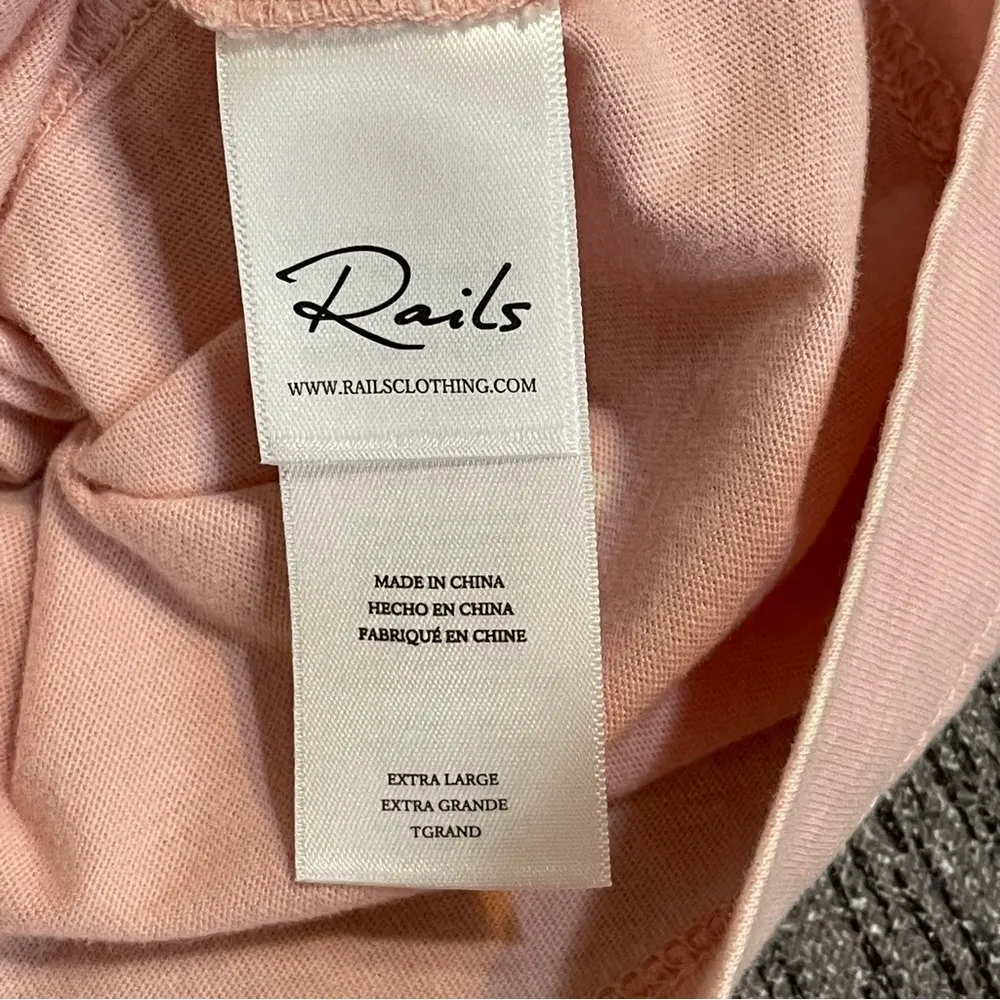 Rails
WWW.RAILSCLOTHING.COM
MADE IN CHINA
HECHO EN CHINA
FABRIQUÉ EN CHINE
EXTRA LARGE
EXTRA GRANDE
TGRAND